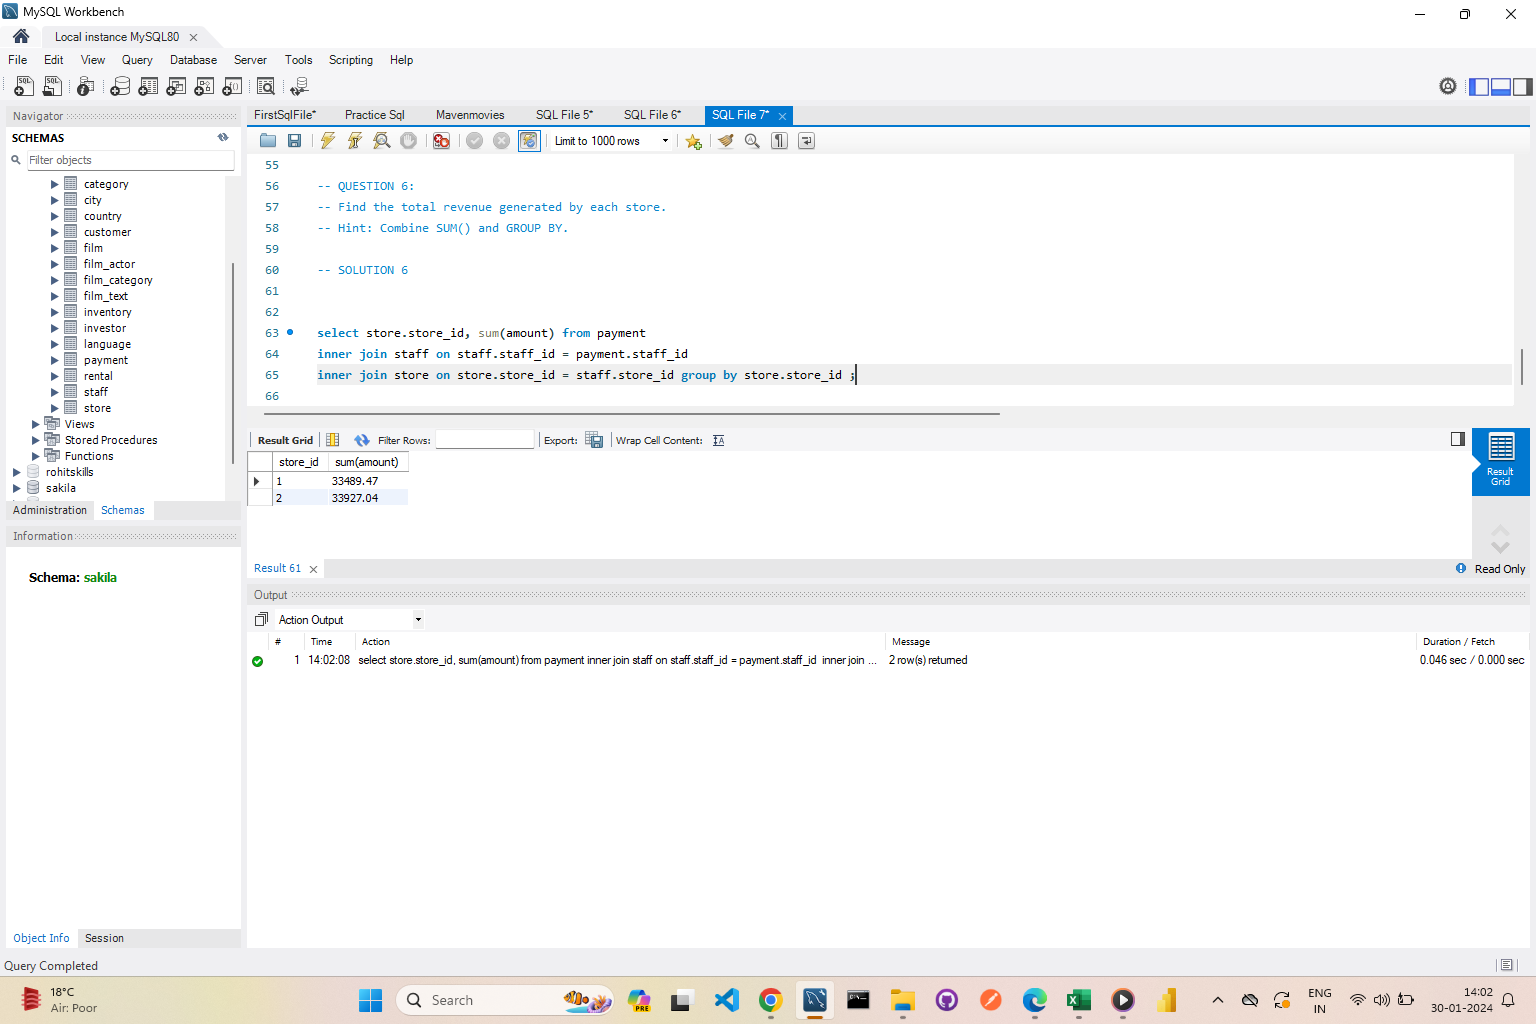 MySQL Workbench
Local instance MySQL80
File Edit View Query Database Server Tools Scripting Help
Navigator
SCHEMAS
Filter objects
category
city
country
customer
film
film_actor
film_category
film_text
inventory
investor
language
payment
rental
staff
store
Views
Stored Procedures
Functions
rohitskills
sakila
Administration Schemas
Information
Schema: sakila
Object Info Session
FirstSqlFile* Practice Sql Mavenmovies SQL File 5* SQL File 6* SQL File 7*
Limit to 1000 rows
55
56 -- QUESTION 6:
57 -- Find the total revenue generated by each store.
58 -- Hint: Combine SUM() and GROUP BY.
59
60 -- SOLUTION 6
61
62
63 select store.store_id, sum(amount) from payment
64 inner join staff on staff.staff_id = payment.staff_id
65 inner join store on store.store_id = staff.store_id group by store.store_id ;
66
Result Grid Filter Rows: Export: Wrap Cell Content:
store_id sum(amount)
1 33489.47
2 33927.04
Result Grid
Result 61
Read Only
Output
Action Output
# Time Action Message Duration / Fetch
1 14:02:08 select store.store_id, sum(amount) from payment inner join staff on staff.staff_id = payment.staff_id inner join ... 2 row(s) returned 0.046 sec / 0.000 sec
Query Completed
18°C
Air: Poor
Search
PRE
ENG
IN
14:02
30-01-2024